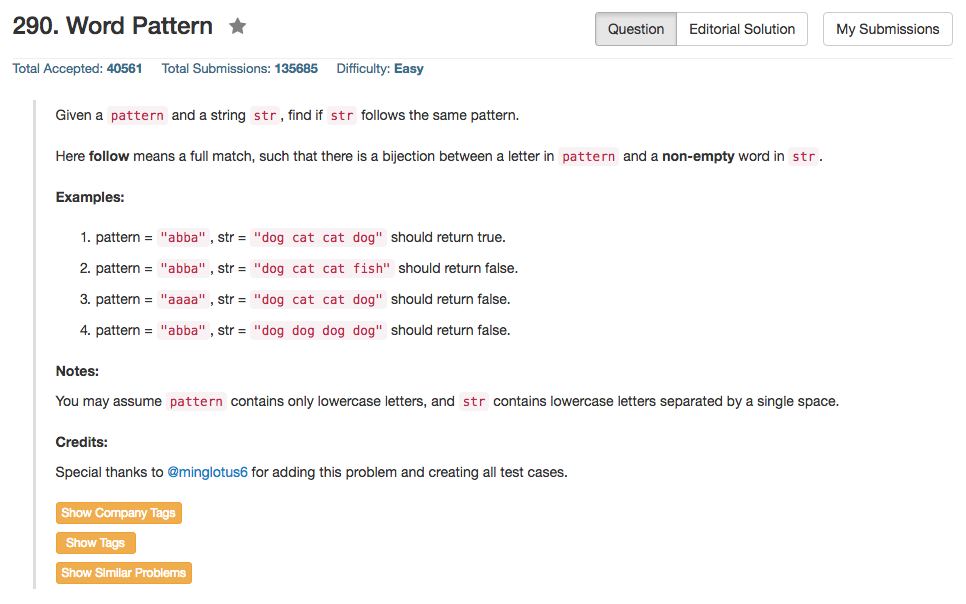 290. Word Pattern
Question
Editorial Solution
My Submissions
Total Accepted: 40561 Total Submissions: 135685 Difficulty: Easy
Given a pattern and a string str, find if str follows the same pattern.
Here follow means a full match, such that there is a bijection between a letter in pattern and a non-empty word in str.
Examples:
1. pattern = "abba", str = "dog cat cat dog" should return true.
2. pattern = "abba", str = "dog cat cat fish" should return false.
3. pattern = "aaaa", str = "dog cat cat dog" should return false.
4. pattern = "abba", str = "dog dog dog dog" should return false.
Notes:
You may assume pattern contains only lowercase letters, and str contains lowercase letters separated by a single space.
Credits:
Special thanks to @minglotus6 for adding this problem and creating all test cases.
Show Company Tags
Show Tags
Show Similar Problems